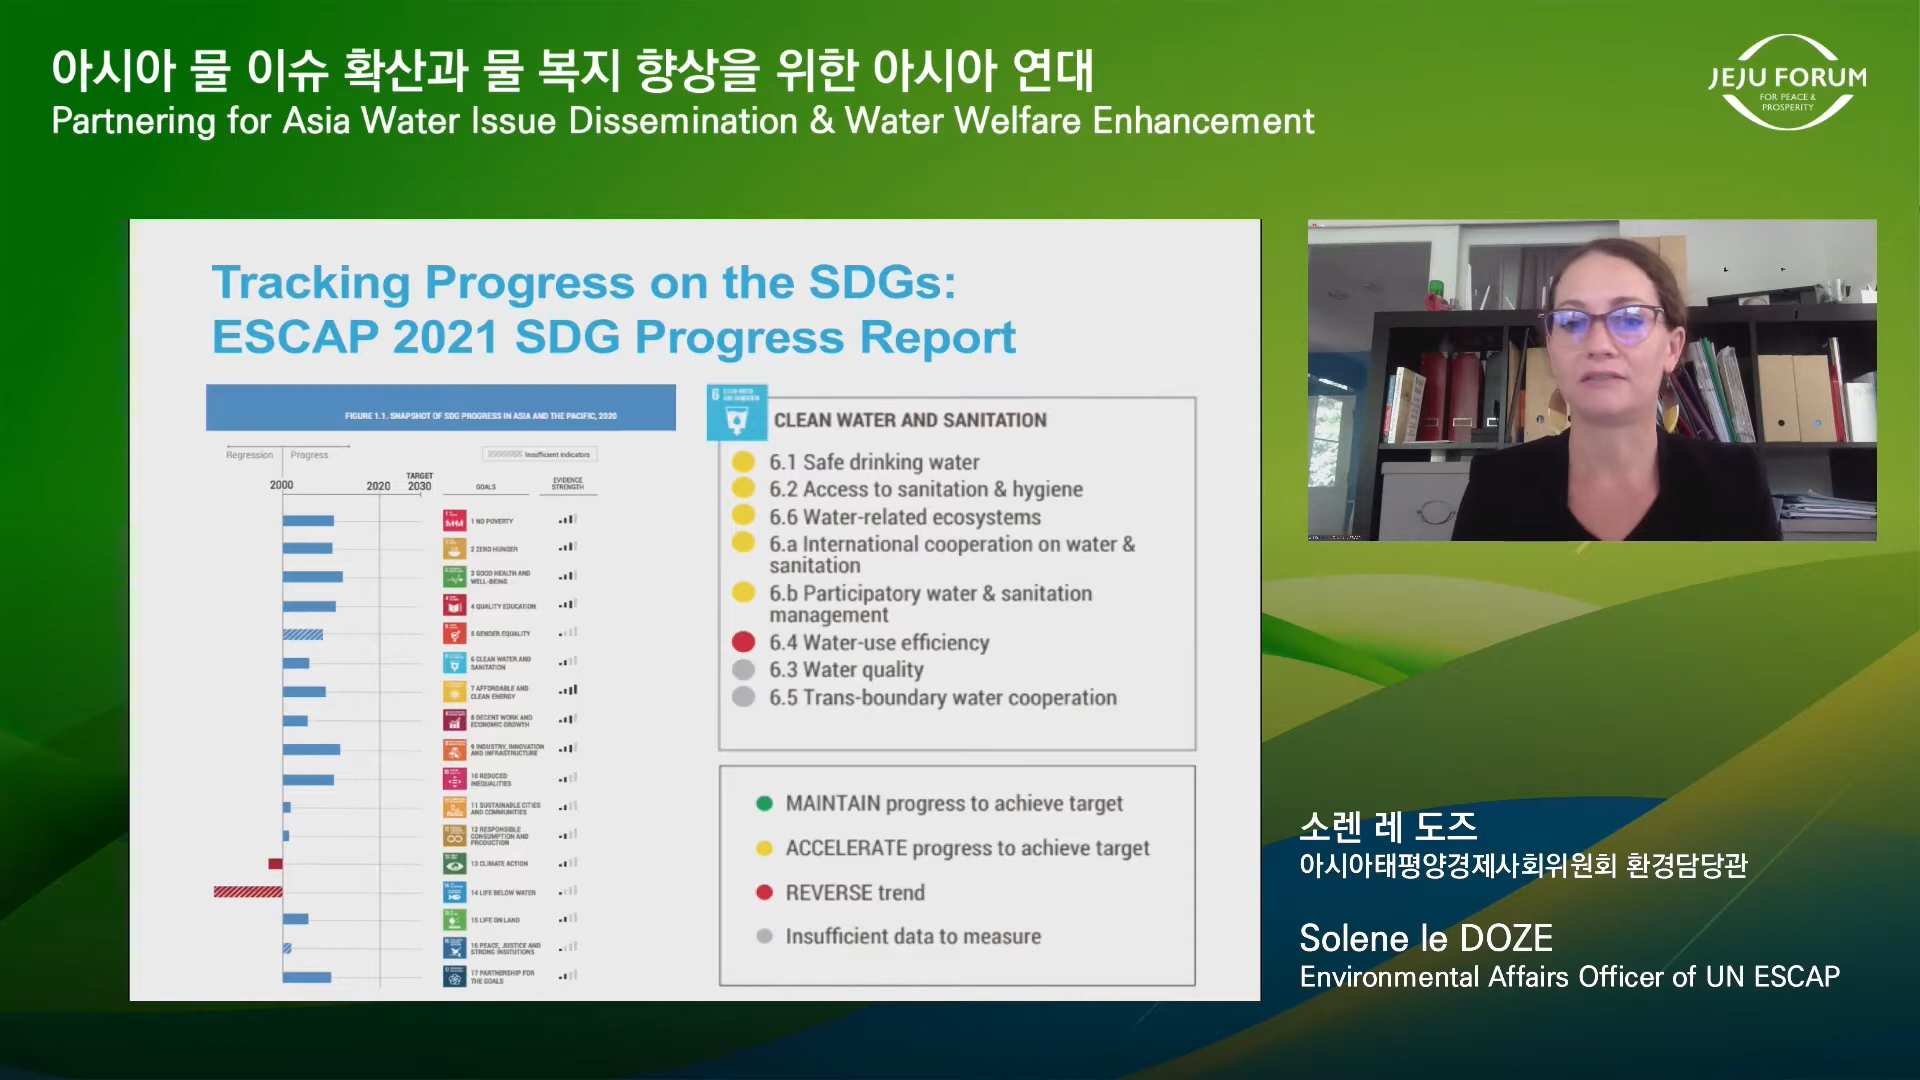 아시아 물 이슈 확산과 물 복지 향상을 위한 아시아 연대
Partnering for Asia Water Issue Dissemination & Water Welfare Enhancement
JEJU FORUM
FOR PEACE &
PROSPERITY
Tracking Progress on the SDGs:
ESCAP 2021 SDG Progress Report
FIGURE 1.1. SNAPSHOT OF SDG PROGRESS IN ASIA AND THE PACIFIC, 2020
Regression Progress
Insufficient indicators
2000 2020 TARGET 2030
GOALS
EVIDENCE
STRENGTH
1 NO POVERTY
2 ZERO HUNGER
3 GOOD HEALTH AND
WELL-BEING
4 QUALITY EDUCATION
5 GENDER EQUALITY
6 CLEAN WATER AND
SANITATION
7 AFFORDABLE AND
CLEAN ENERGY
8 DECENT WORK AND
ECONOMIC GROWTH
9 INDUSTRY, INNOVATION
AND INFRASTRUCTURE
10 REDUCED
INEQUALITIES
11 SUSTAINABLE CITIES
AND COMMUNITIES
12 RESPONSIBLE
CONSUMPTION AND
PRODUCTION
13 CLIMATE ACTION
14 LIFE BELOW WATER
15 LIFE ON LAND
16 PEACE, JUSTICE AND
STRONG INSTITUTIONS
17 PARTNERSHIP FOR
THE GOALS
6 CLEAN WATER
AND SANITATION
CLEAN WATER AND SANITATION
6.1 Safe drinking water
6.2 Access to sanitation & hygiene
6.6 Water-related ecosystems
6.a International cooperation on water &
sanitation
6.b Participatory water & sanitation
management
6.4 Water-use efficiency
6.3 Water quality
6.5 Trans-boundary water cooperation
MAINTAIN progress to achieve target
ACCELERATE progress to achieve target
REVERSE trend
Insufficient data to measure
소렌 레 도즈
아시아태평양경제사회위원회 환경담당관
Solene le DOZE
Environmental Affairs Officer of UN ESCAP